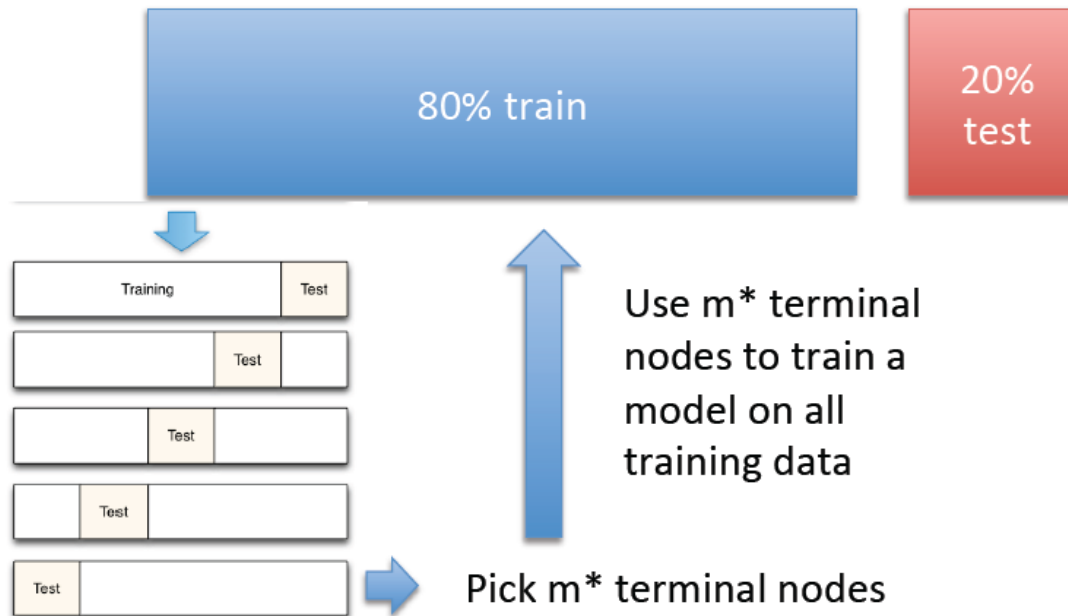 80% train
20%
test
Training
Test
Test
Test
Test
Test
Use m* terminal
nodes to train a
model on all
training data
Pick m* terminal nodes